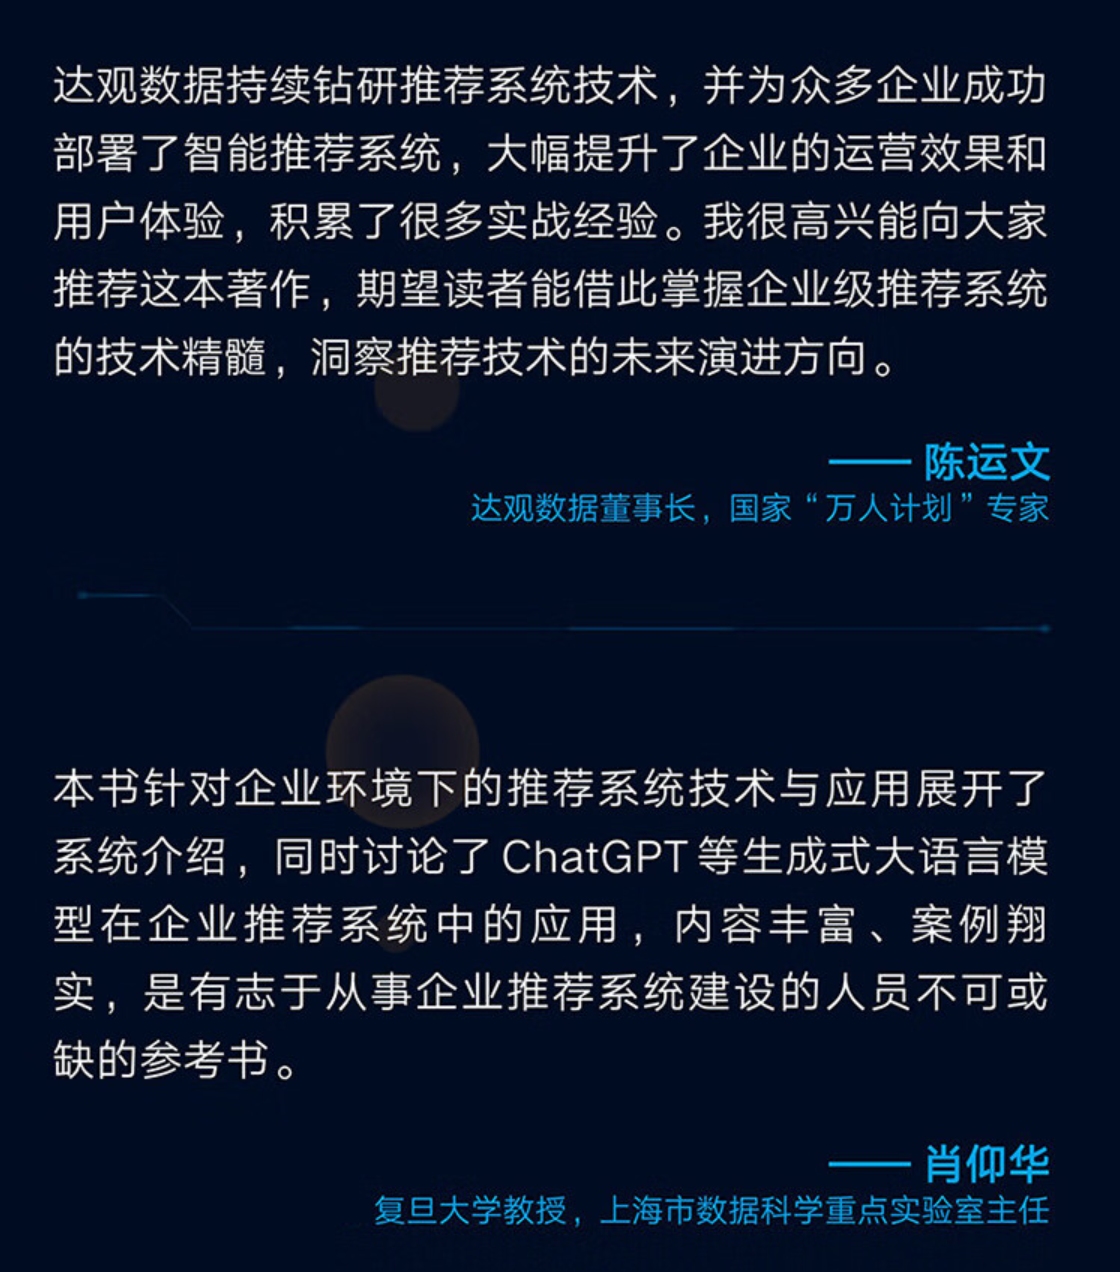 达观数据持续钻研推荐系统技术，并为众多企业成功
部署了智能推荐系统，大幅提升了企业的运营效果和
用户体验，积累了很多实战经验。我很高兴能向大家
推荐这本著作，期望读者能借此掌握企业级推荐系统
的技术精髓，洞察推荐技术的未来演进方向。
—— 陈运文
达观数据董事长，国家“万人计划”专家
本书针对企业环境下的推荐系统技术与应用展开了
系统介绍，同时讨论了 ChatGPT 等生成式大语言模
型在企业推荐系统中的应用，内容丰富、案例翔
实，是有志于从事企业推荐系统建设的人员不可或
缺的参考书。
—— 肖仰华
复旦大学教授，上海市数据科学重点实验室主任